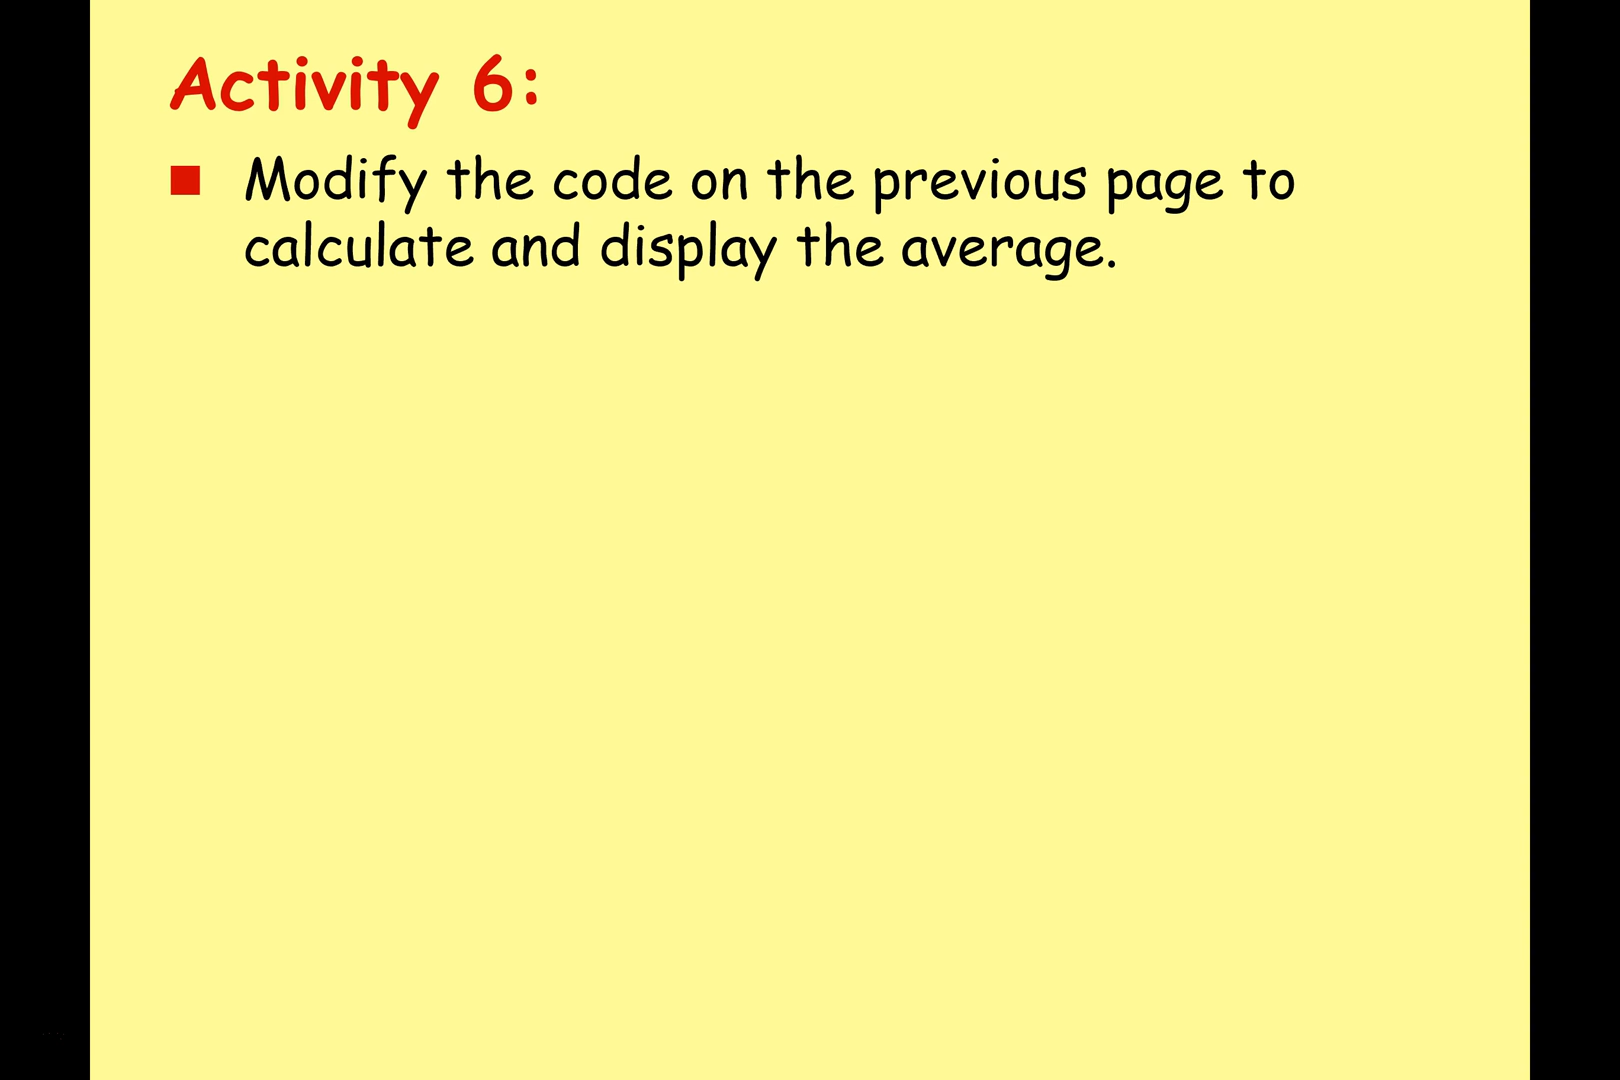 Activity 6:
Modify the code on the previous page to
calculate and display the average.